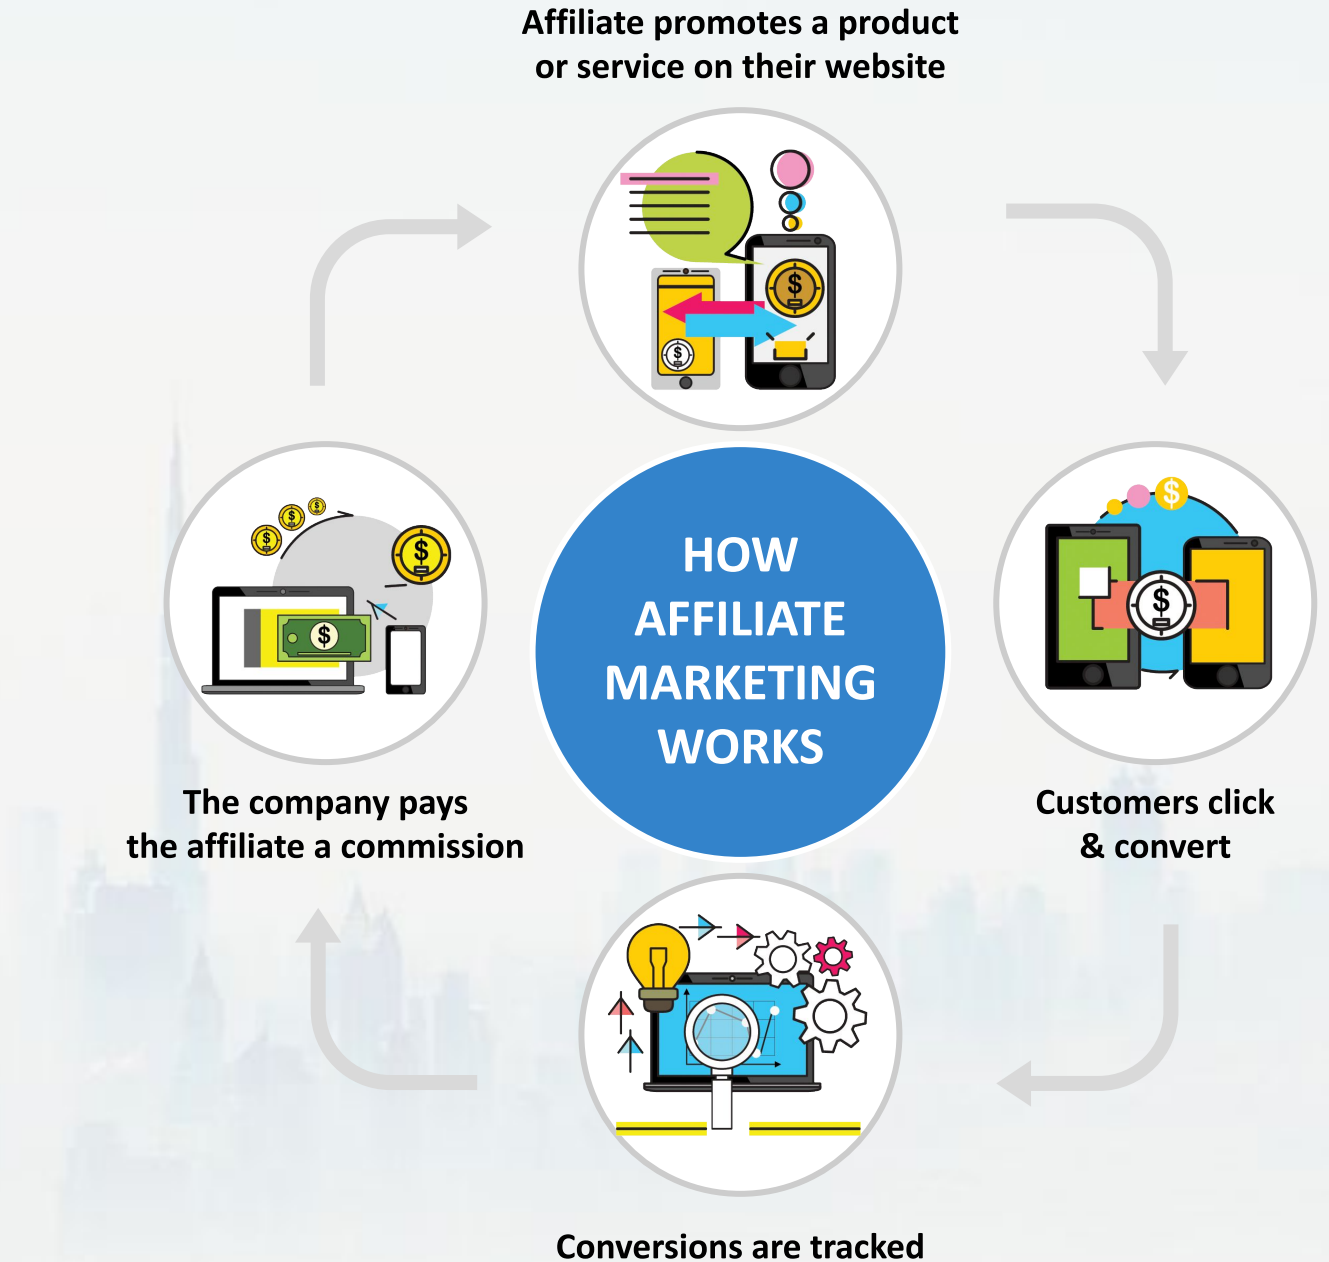 Affiliate promotes a product
or service on their website
HOW
AFFILIATE
MARKETING
WORKS
The company pays
the affiliate a commission
Customers click
& convert
Conversions are tracked
$
$
$
$
$
$
$
$
$